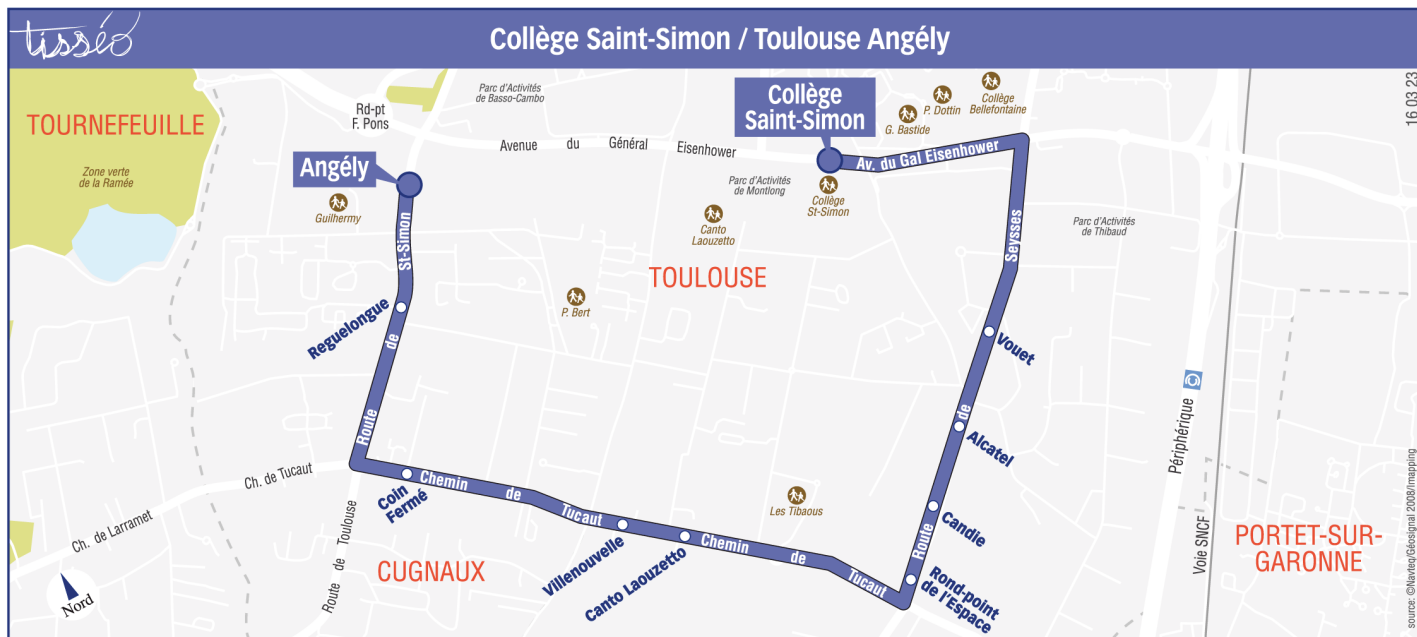 tisséo
Collège Saint-Simon / Toulouse Angély
16 03 23
TOURNEFEUILLE
Zone verte
de la Ramée
Rd-pt
F. Pons
Parc d'Activités
de Basso-Cambo
Avenue du Général Eisenhower
Collège
Saint-Simon
G. Bastide
P. Dottin
Collège
Bellefontaine
Av. du Gal Eisenhower
Angély
Guilhermy
Parc d'Activités
de Montlong
Collège
St-Simon
Canto
Laouzetto
Parc d'Activités
de Thibaud
TOULOUSE
P. Bert
Route de St-Simon
Reguelongue
Route de Seysses
Vouet
Alcatel
Candie
Rond-point
de l'Espace
Périphérique
Voie SNCF
PORTET-SUR-
GARONNE
Ch. de Tucaut
Ch. de Larramet
Route de Toulouse
Coin
Fermé
Chemin de Tucaut
Villenouvelle
Canto Laouzetto
Les Tibaous
Chemin de Tucaut
CUGNAUX
Nord
source: ©Navteq/Géosignal 2008/Imapping